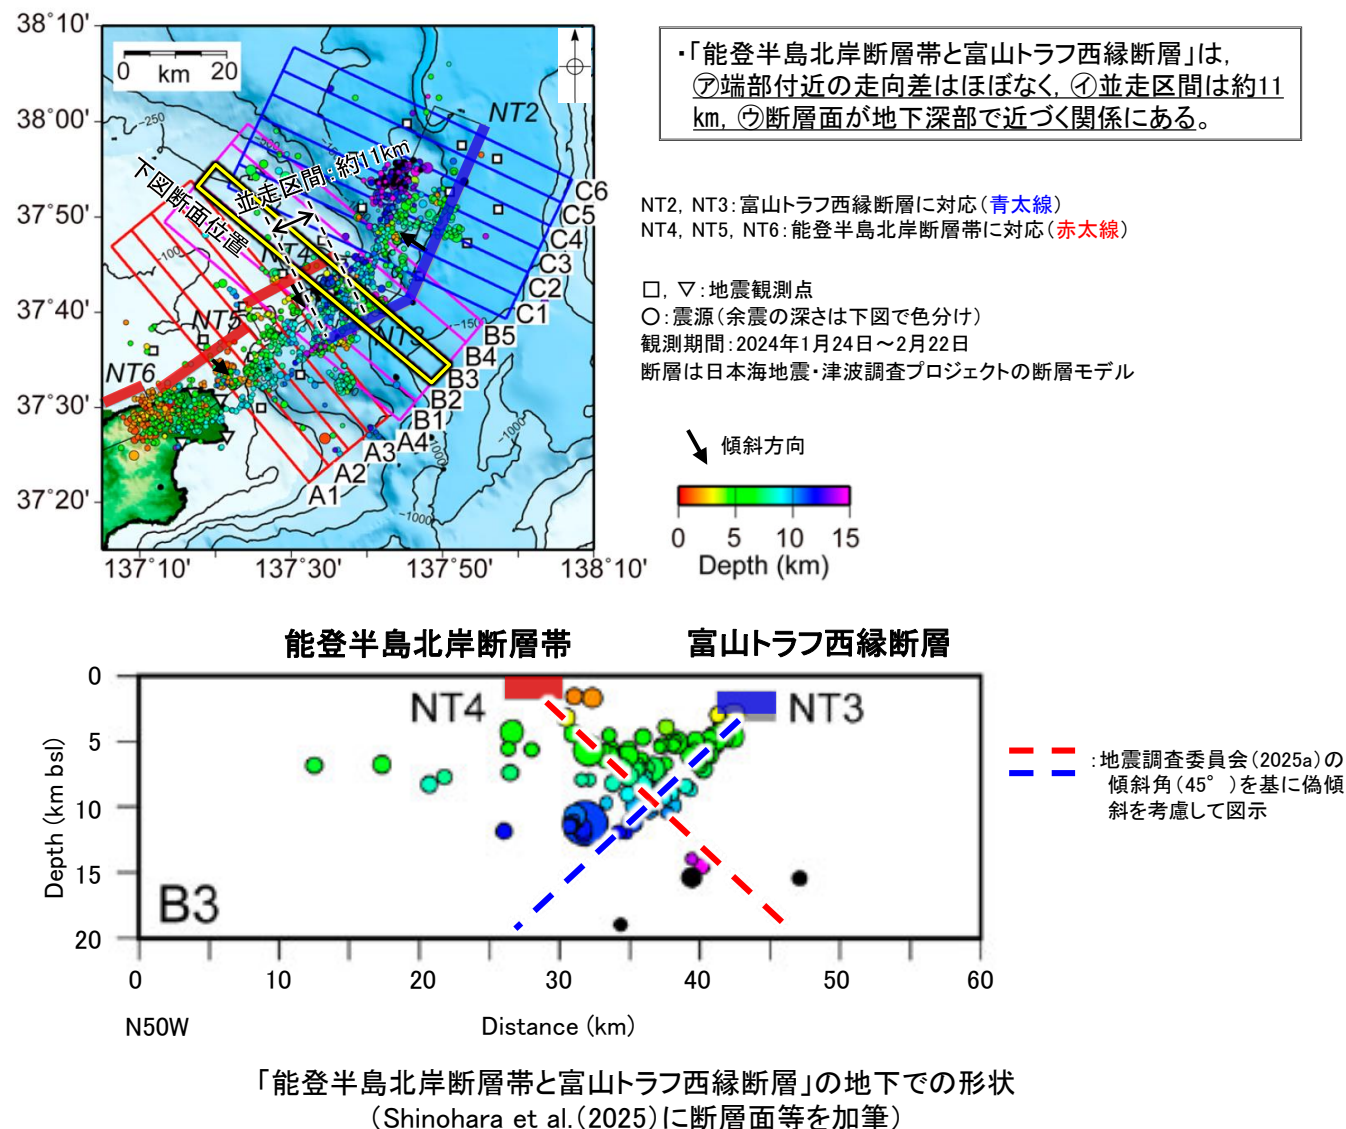 38°10'
38°00'
37°50'
37°40'
37°30'
37°20'
137°10'
137°30'
137°50'
138°10'
0 km 20
-250
-500
-100
-1500
-1000
-1000
-1000
並走区間：約11km
下図断面位置
NT2
NT3
NT4
NT5
NT6
C6
C5
C4
C3
C2
C1
B5
B4
B3
B2
B1
A4
A3
A2
A1
・「能登半島北岸断層帯と富山トラフ西縁断層」は,
㋐端部付近の走向差はほぼなく, ㋑並走区間は約11
km, ㋒断層面が地下深部で近づく関係にある。
NT2, NT3：富山トラフ西縁断層に対応（青太線）
NT4, NT5, NT6：能登半島北岸断層帯に対応（赤太線）
□, ▽：地震観測点
○：震源（余震の深さは下図で色分け）
観測期間：2024年1月24日～2月22日
断層は日本海地震・津波調査プロジェクトの断層モデル
傾斜方向
0 5 10 15
Depth (km)
能登半島北岸断層帯 富山トラフ西縁断層
NT4 NT3
B3
Depth (km bsl)
0
5
10
15
20
0 10 20 30 40 50 60
N50W Distance (km)
：地震調査委員会（2025a）の
傾斜角（45°）を基に偽傾
斜を考慮して図示
「能登半島北岸断層帯と富山トラフ西縁断層」の地下での形状
（Shinohara et al.（2025）に断層面等を加筆）